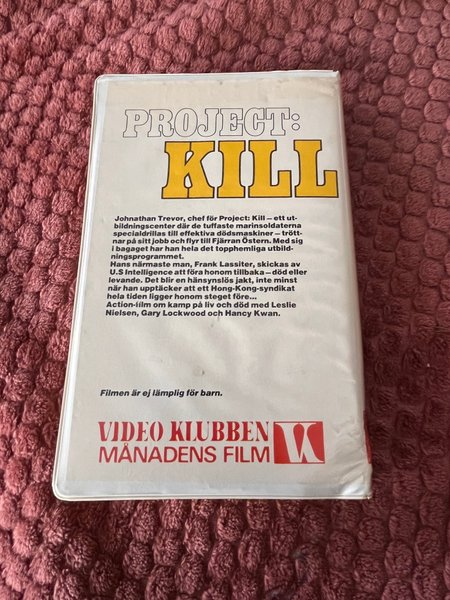 PROJECT:
KILL
Johnathan Trevor, chef för Project: Kill – ett ut-
bildningscenter där de tuffaste marinsoldaterna
specialdrillas till effektiva dödsmaskiner – trött-
nar på sitt jobb och flyr till Fjärran Östern. Med sig
i bagaget har han hela det topphemliga utbild-
ningsprogrammet.
Hans närmaste man, Frank Lassiter, skickas av
U.S Intelligence att föra honom tillbaka – död eller
levande. Det blir en hänsynslös jakt, inte minst
när han upptäcker att ett Hong-Kong-syndikat
hela tiden ligger honom steget före...
Action-film om kamp på liv och död med Leslie
Nielsen, Gary Lockwood och Hancy Kwan.
Filmen är ej lämplig för barn.
VIDEO KLUBBEN
MÅNADENS FILM
VK